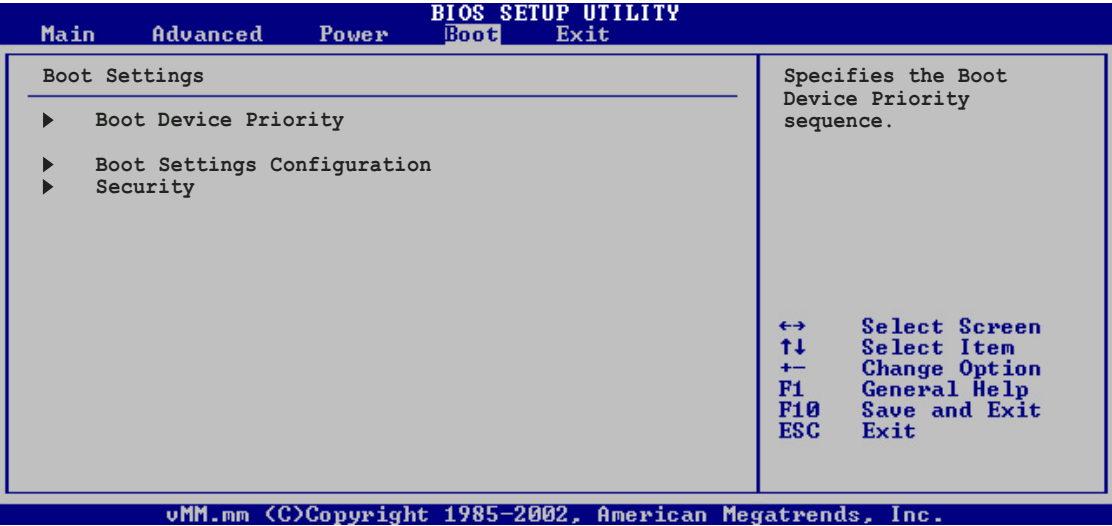 BIOS SETUP UTILITY
Main Advanced Power Boot Exit
Boot Settings
Boot Device Priority
Boot Settings Configuration
Security
Specifies the Boot
Device Priority
sequence.
←→ Select Screen
↑↓ Select Item
+- Change Option
F1 General Help
F10 Save and Exit
ESC Exit
vMM.mm (C)Copyright 1985-2002, American Megatrends, Inc.